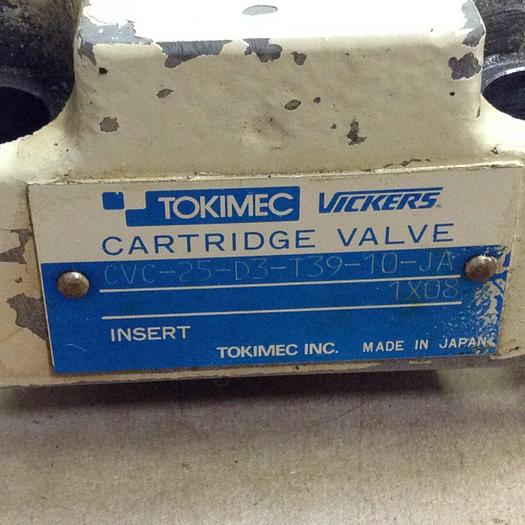 TOKIMEC VICKERS
CARTRIDGE VALVE
CVC-25-D3-T39-10-JA
1X08
INSERT
TOKIMEC INC. MADE IN JAPAN